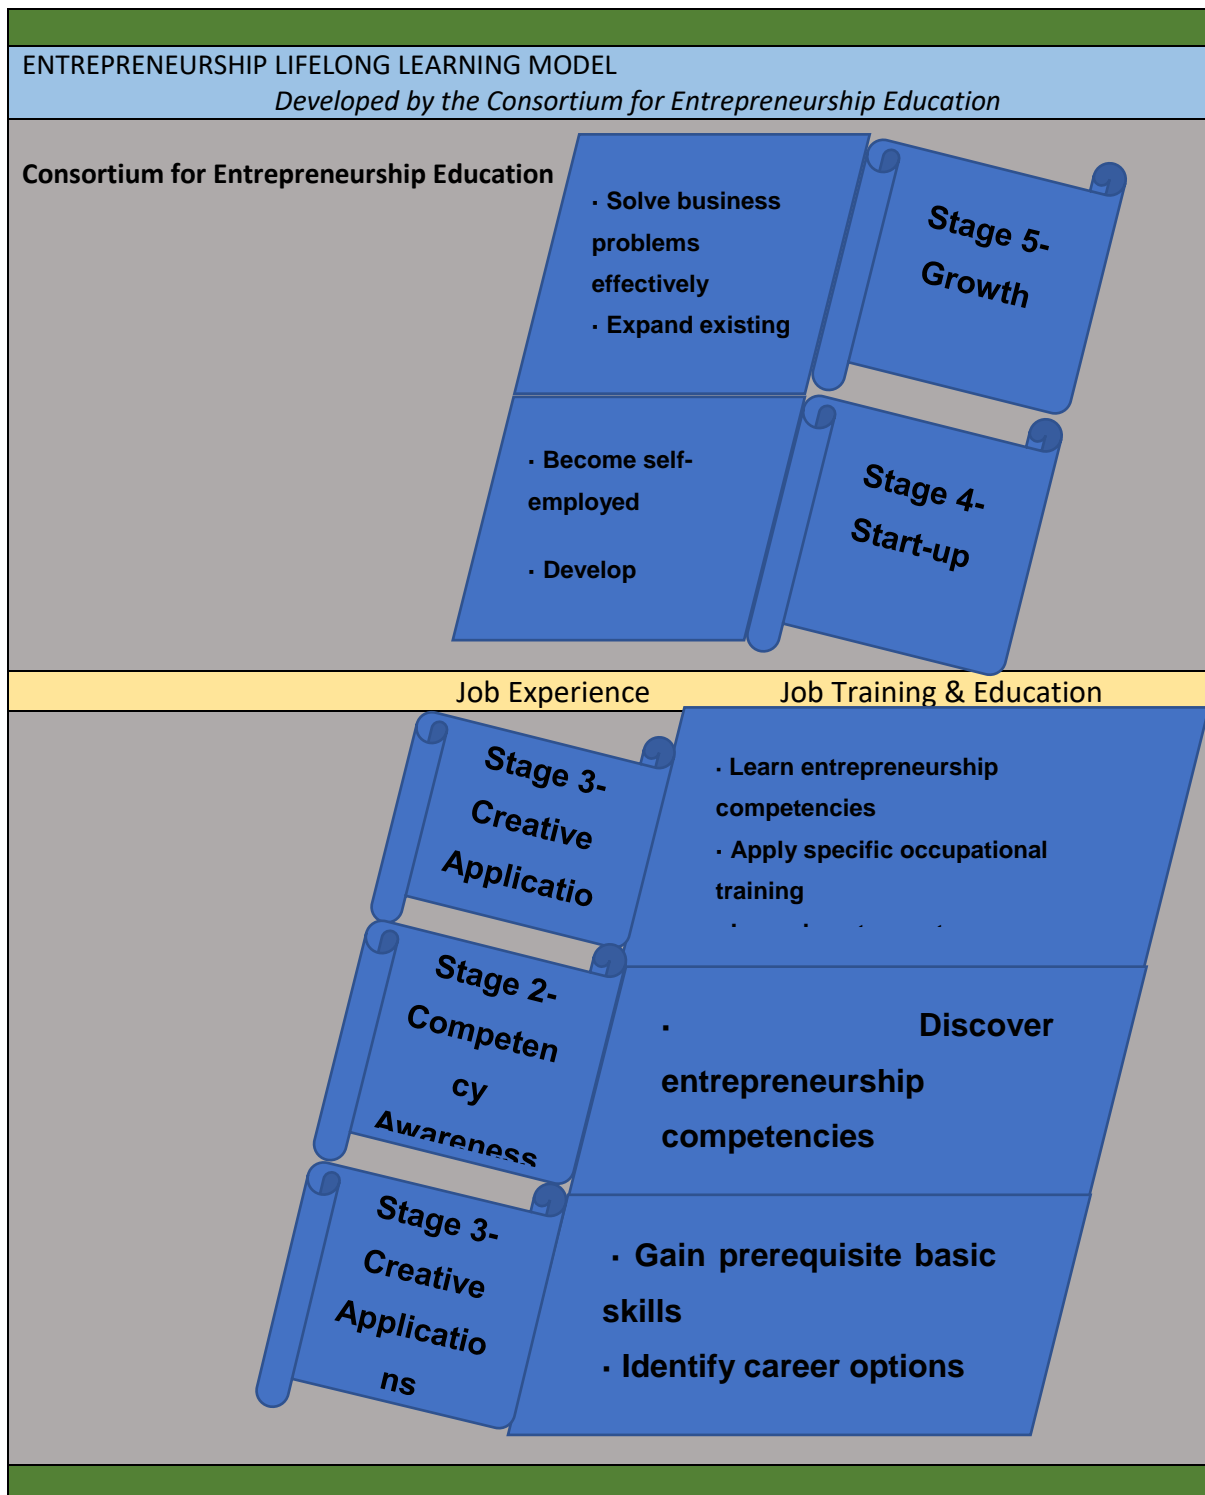 ENTREPRENEURSHIP LIFELONG LEARNING MODEL
Developed by the Consortium for Entrepreneurship Education
Consortium for Entrepreneurship Education
· Solve business
problems
effectively
· Expand existing
Stage 5-
Growth
· Become self-
employed
· Develop
Stage 4-
Start-up
Job Experience Job Training & Education
Stage 3-
Creative
Applicatio
· Learn entrepreneurship
competencies
· Apply specific occupational
training
Stage 2-
Competen
cy
Awareness
· Discover
entrepreneurship
competencies
Stage 3-
Creative
Applicatio
ns
· Gain prerequisite basic
skills
· Identify career options